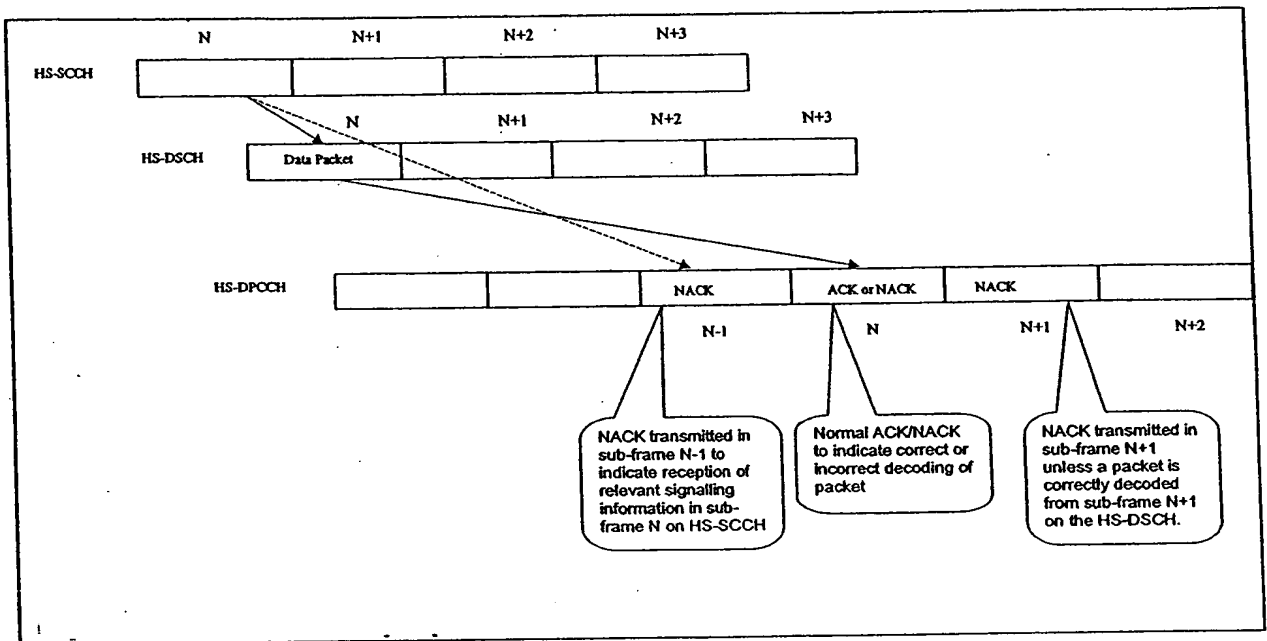 N N+1 N+2 N+3
HS-SCCH
N N+1 N+2 N+3
HS-DSCH Data Packet
HS-DPCCH NACK ACK or NACK NACK
N-1 N N+1 N+2
NACK transmitted in
sub-frame N-1 to
indicate reception of
relevant signalling
information in sub-
frame N on HS-SCCH
Normal ACK/NACK
to indicate correct or
incorrect decoding of
packet
NACK transmitted in
sub-frame N+1
unless a packet is
correctly decoded
from sub-frame N+1
on the HS-DSCH.